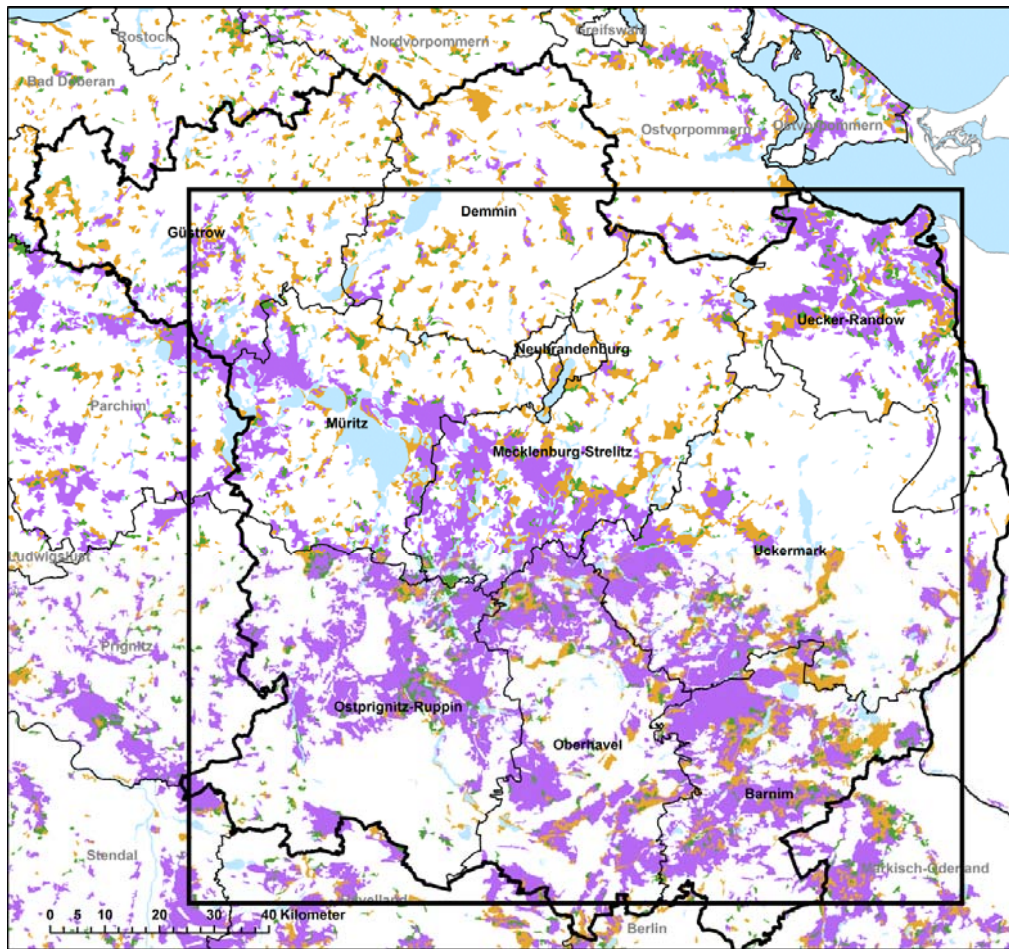 Rostock
Nordvorpommern
Greifswald
Bad Doberan
Ostvorpommern
Ostvorpommern
Demmin
Güstrow
Uecker-Randow
Neubrandenburg
Parchim
Müritz
Mecklenburg-Strelitz
Ludwigslust
Uckermark
Prignitz
Ostprignitz-Ruppin
Oberhavel
Barnim
Stendal
Märkisch-Oderland
Havelland
0 5 10 20 30 40 Kilometer
Berlin